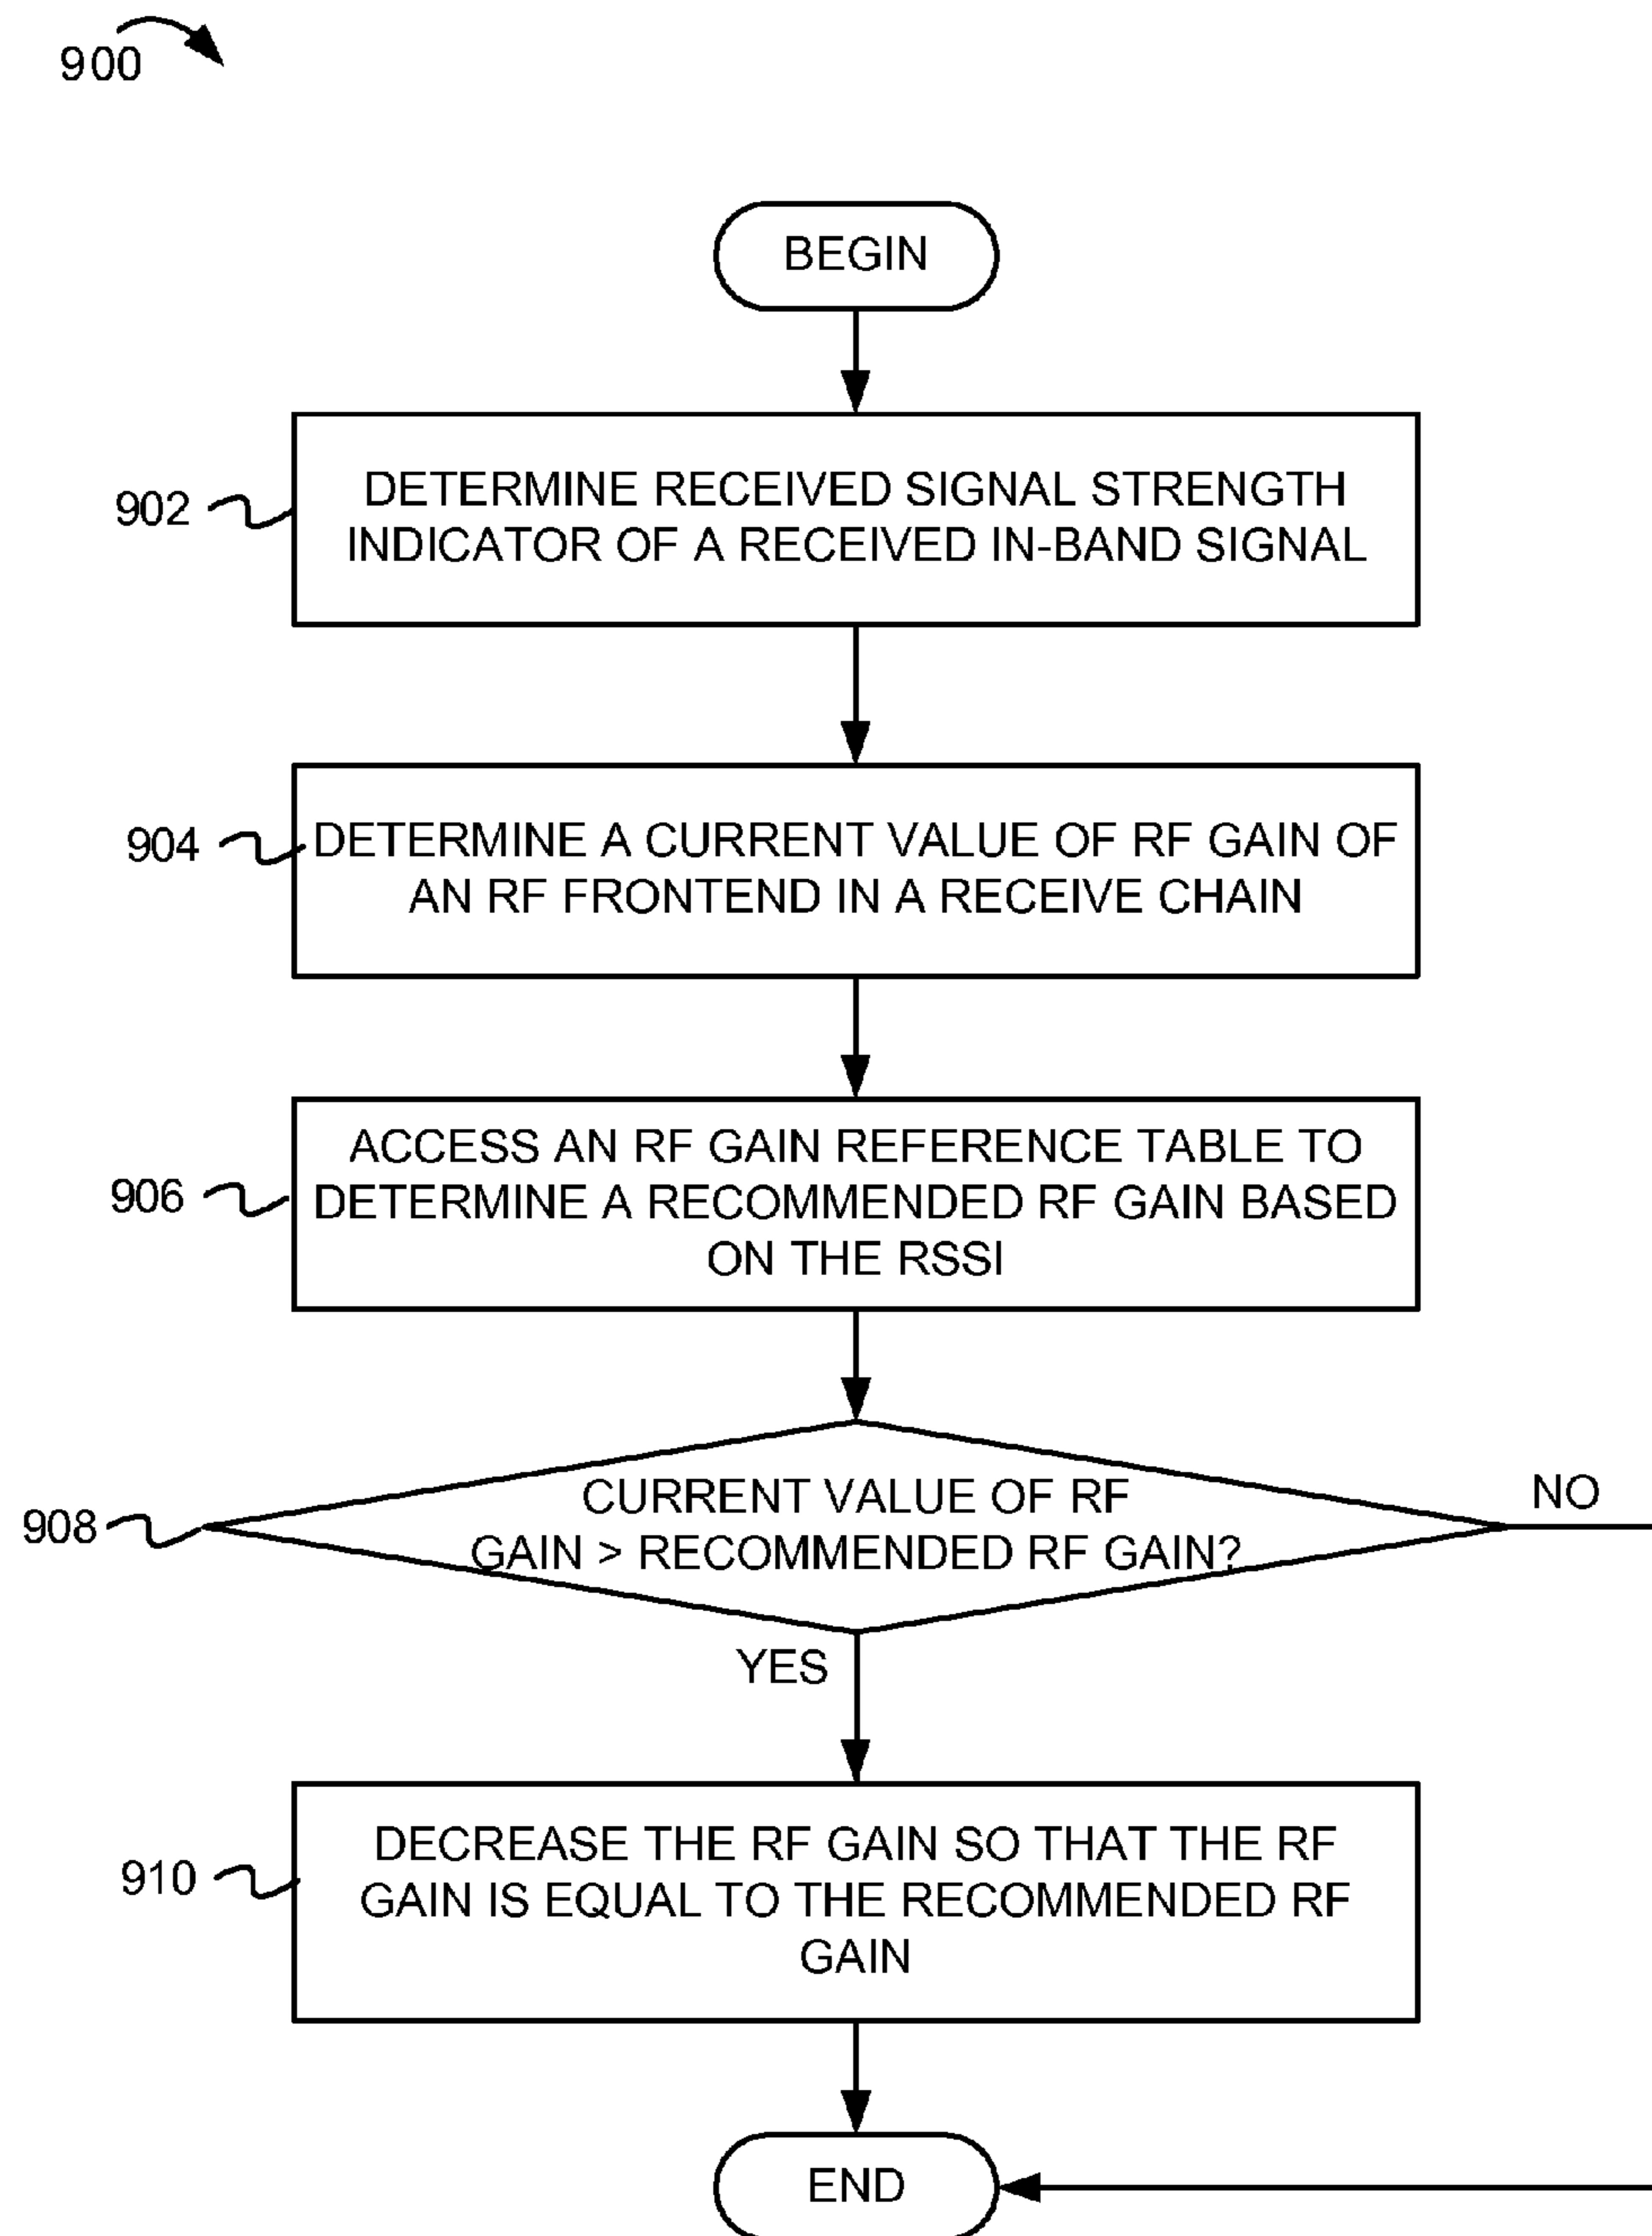 900
BEGIN
902
DETERMINE RECEIVED SIGNAL STRENGTH
INDICATOR OF A RECEIVED IN-BAND SIGNAL
904
DETERMINE A CURRENT VALUE OF RF GAIN OF
AN RF FRONTEND IN A RECEIVE CHAIN
906
ACCESS AN RF GAIN REFERENCE TABLE TO
DETERMINE A RECOMMENDED RF GAIN BASED
ON THE RSSI
908
CURRENT VALUE OF RF
GAIN > RECOMMENDED RF GAIN?
NO
YES
910
DECREASE THE RF GAIN SO THAT THE RF
GAIN IS EQUAL TO THE RECOMMENDED RF
GAIN
END